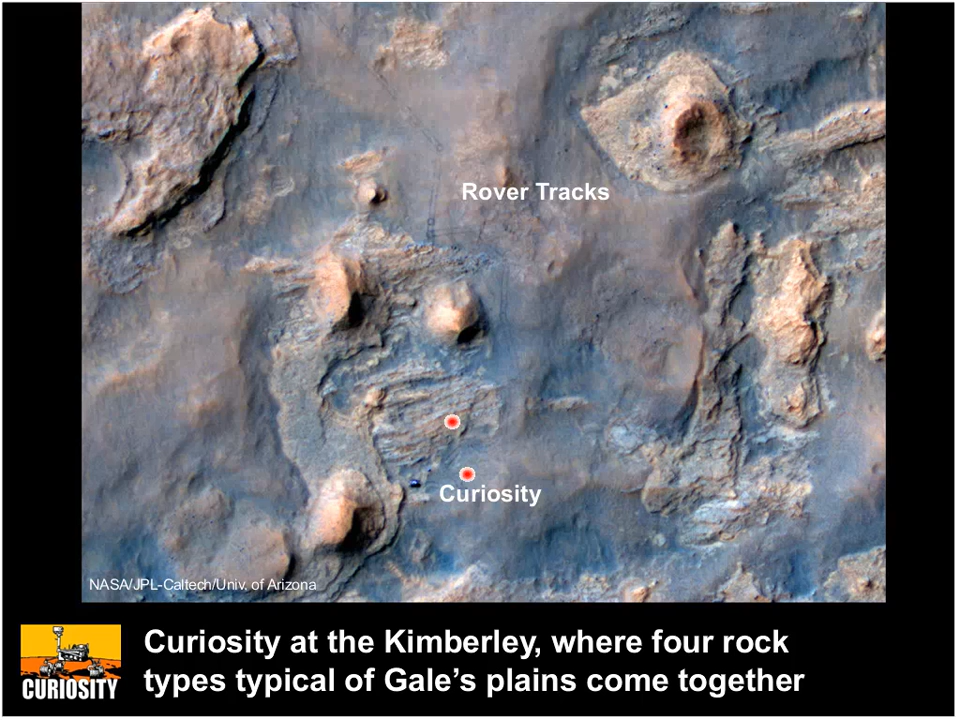 Rover Tracks
Curiosity
NASA/JPL-Caltech/Univ. of Arizona
CURIOSITY
Curiosity at the Kimberley, where four rock
types typical of Gale’s plains come together